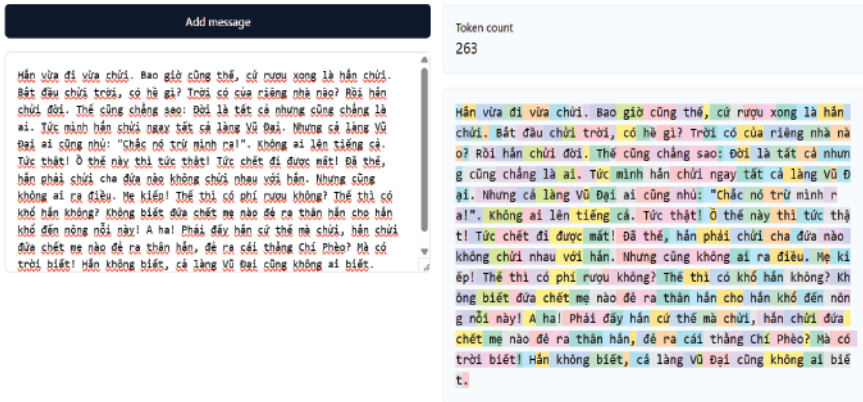 Add message
Hắn vừa đi vừa chửi. Bao giờ cũng thế, cứ rượu xong là hắn chửi.
Bắt đầu chửi trời, có hề gì? Trời có của riêng nhà nào? Rồi hắn
chửi đời. Thế cũng chẳng sao: Đời là tất cả nhưng cũng chẳng là
ai. Tức mình hắn chửi ngay tất cả làng Vũ Đại. Nhưng cả làng Vũ
Đại ai cũng nhủ: "Chắc nó trừ mình ra!". Không ai lên tiếng cả.
Tức thật! Ồ thế này thì tức thật! Tức chết đi được mất! Đã thế,
hắn phải chửi cha đứa nào không chửi nhau với hắn. Nhưng cũng
không ai ra điều. Mẹ kiếp! Thế thì có phí rượu không? Thế thì có
khổ hắn không? Không biết đứa chết mẹ nào đẻ ra thân hắn cho hắn
khổ đến nông nỗi này! A ha! Phải đấy hắn cứ thế mà chửi, hắn chửi
đứa chết mẹ nào đẻ ra thân hắn, đẻ ra cái thằng Chí Phèo? Mà có
trời biết! Hắn không biết, cả làng Vũ Đại cũng không ai biết.
Token count
263
Hắn vừa đi vừa chửi. Bao giờ cũng thế, cứ rượu xong là hắn
chửi. Bắt đầu chửi trời, có hề gì? Trời có của riêng nhà nà
o? Rồi hắn chửi đời. Thế cũng chẳng sao: Đời là tất cả nhưn
g cũng chẳng là ai. Tức mình hắn chửi ngay tất cả làng Vũ Đ
ại. Nhưng cả làng Vũ Đại ai cũng nhủ: "Chắc nó trừ mình r
a!". Không ai lên tiếng cả. Tức thật! Ồ thế này thì tức thậ
t! Tức chết đi được mất! Đã thế, hắn phải chửi cha đứa nào
không chửi nhau với hắn. Nhưng cũng không ai ra điều. Mẹ ki
ếp! Thế thì có phí rượu không? Thế thì có khổ hắn không? Kh
ông biết đứa chết mẹ nào đẻ ra thân hắn cho hắn khổ đến nôn
g nỗi này! A ha! Phải đấy hắn cứ thế mà chửi, hắn chửi đứa
chết mẹ nào đẻ ra thân hắn, đẻ ra cái thằng Chí Phèo? Mà có
trời biết! Hắn không biết, cả làng Vũ Đại cũng không ai biế
t.